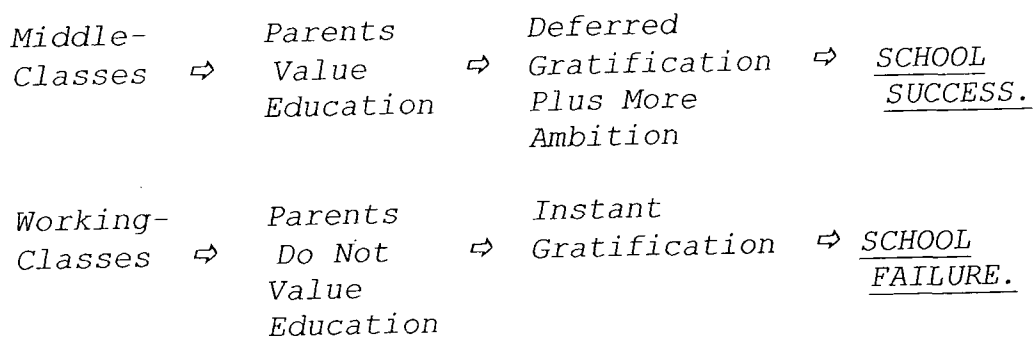 Middle-
Classes ⇨
Parents
Value
Education ⇨
Deferred
Gratification
Plus More
Ambition ⇨
SCHOOL
SUCCESS.
Working-
Classes ⇨
Parents
Do Not
Value
Education ⇨
Instant
Gratification ⇨
SCHOOL
FAILURE.